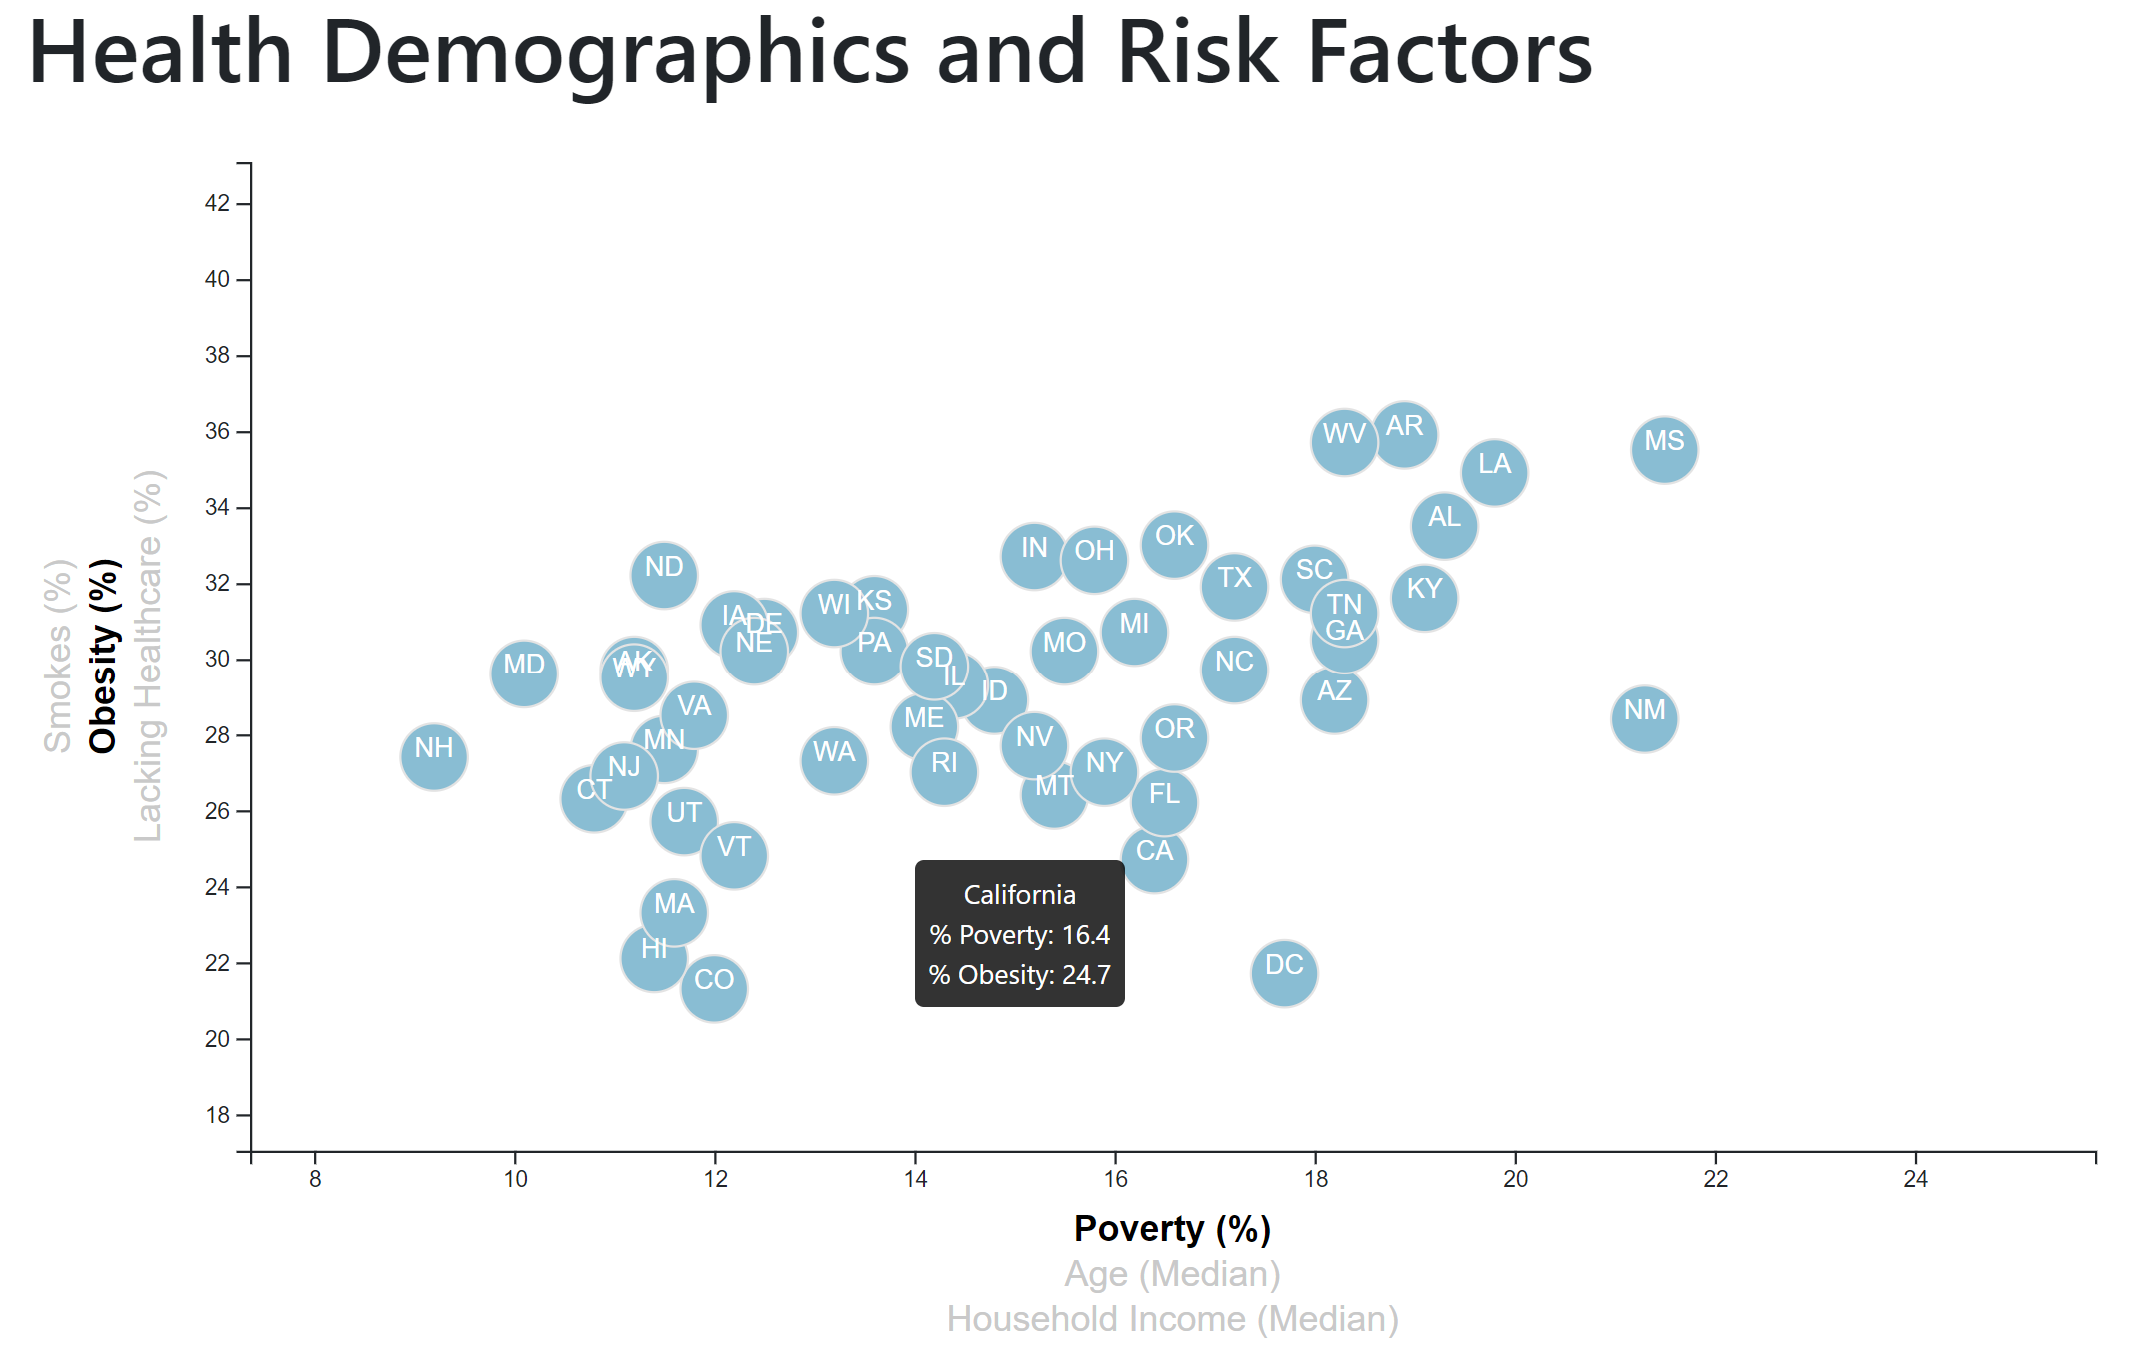 Health Demographics and Risk Factors
42
40
38
36
34
32
30
28
26
24
22
20
18
Smokes (%)
Obesity (%)
Lacking Healthcare (%)
WV
AR
MS
LA
AL
OK
IN
OH
ND
SC
TX
KY
WI
KS
TN
IA
DE
MI
GA
NE
PA
MO
SD
NC
MD
AK
WY
IL
ID
AZ
VA
ME
NM
OR
NV
MN
NH
WA
RI
NY
NJ
MT
CT
FL
UT
VT
CA
MA
HI
DC
CO
California
% Poverty: 16.4
% Obesity: 24.7
8
10
12
14
16
18
20
22
24
Poverty (%)
Age (Median)
Household Income (Median)